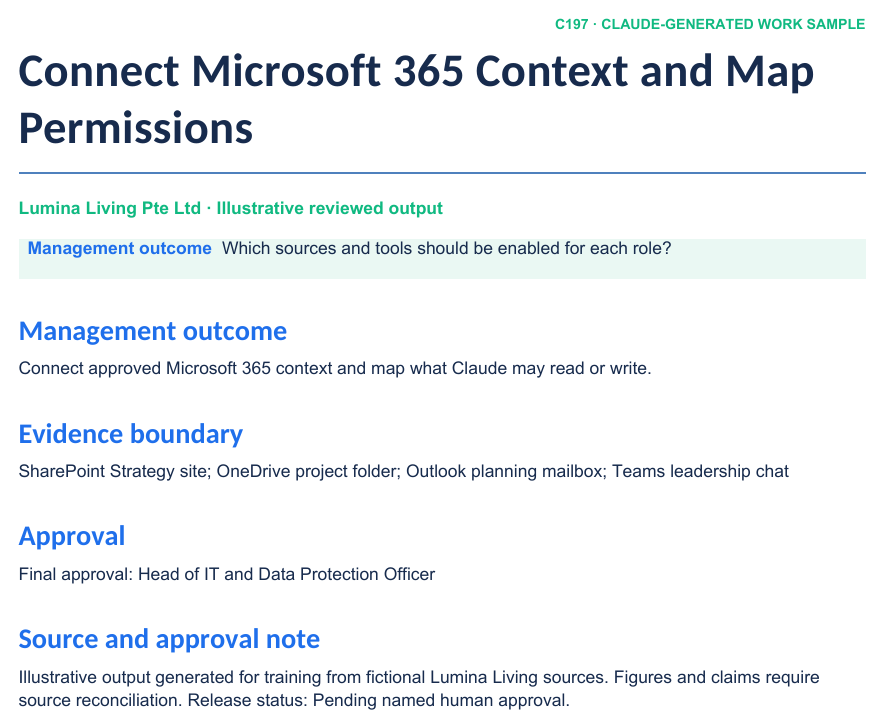 C197 · CLAUDE-GENERATED WORK SAMPLE
Connect Microsoft 365 Context and Map
Permissions
Lumina Living Pte Ltd · Illustrative reviewed output
Management outcome Which sources and tools should be enabled for each role?
Management outcome
Connect approved Microsoft 365 context and map what Claude may read or write.
Evidence boundary
SharePoint Strategy site; OneDrive project folder; Outlook planning mailbox; Teams leadership chat
Approval
Final approval: Head of IT and Data Protection Officer
Source and approval note
Illustrative output generated for training from fictional Lumina Living sources. Figures and claims require
source reconciliation. Release status: Pending named human approval.